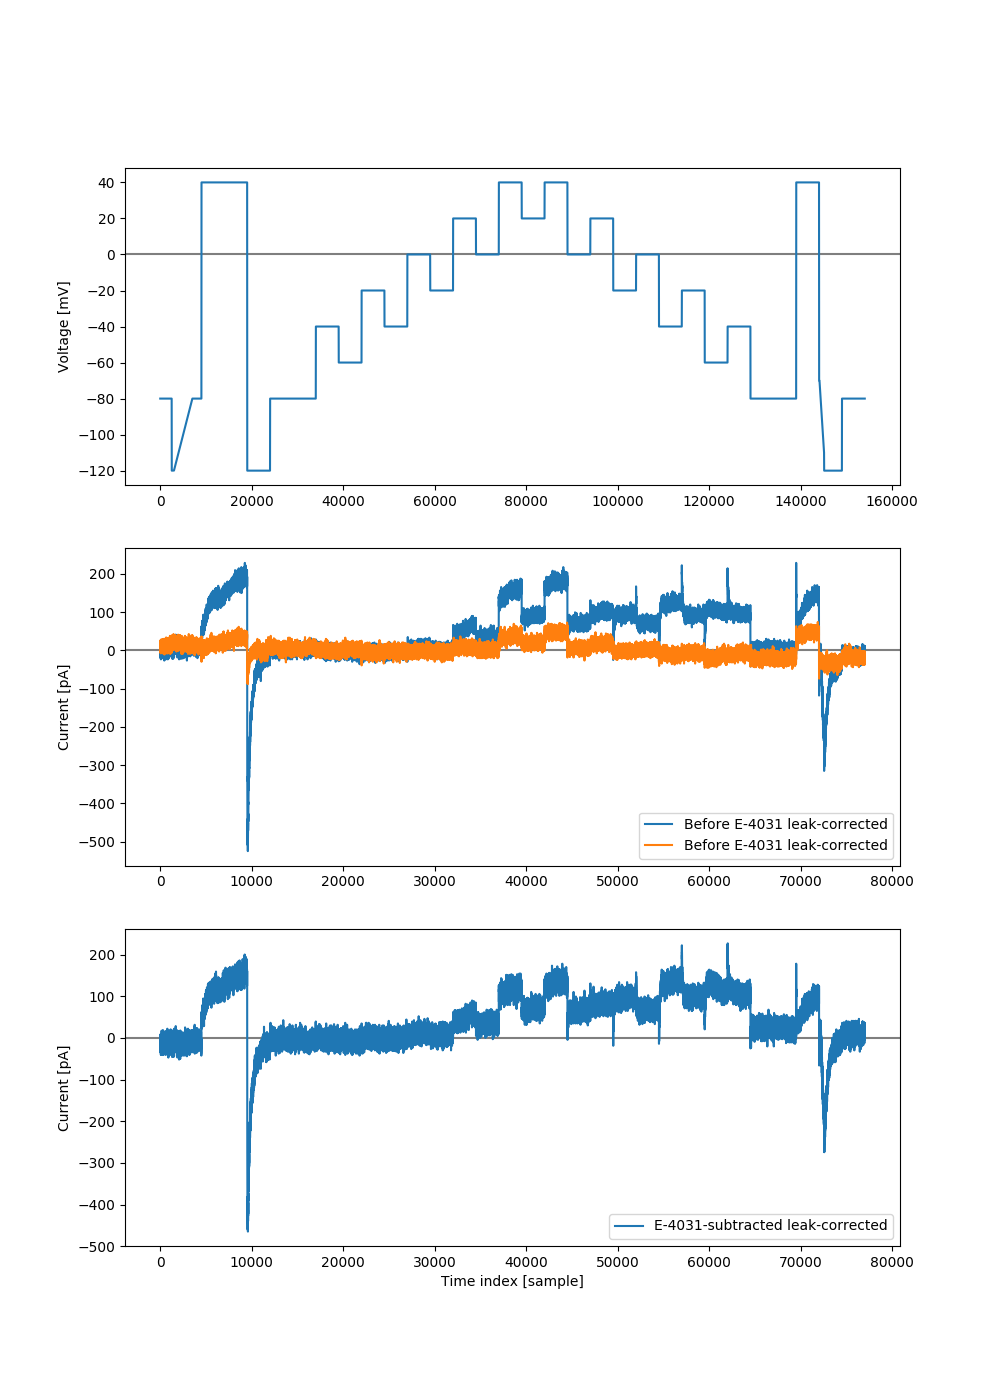 40
20
0
−20
−40
−60
−80
−100
−120
Voltage [mV]
0 20000 40000 60000 80000 100000 120000 140000 160000
200
100
0
−100
−200
−300
−400
−500
Current [pA]
Before E-4031 leak-corrected
Before E-4031 leak-corrected
0 10000 20000 30000 40000 50000 60000 70000 80000
200
100
0
−100
−200
−300
−400
−500
Current [pA]
E-4031-subtracted leak-corrected
0 10000 20000 30000 40000 50000 60000 70000 80000
Time index [sample]